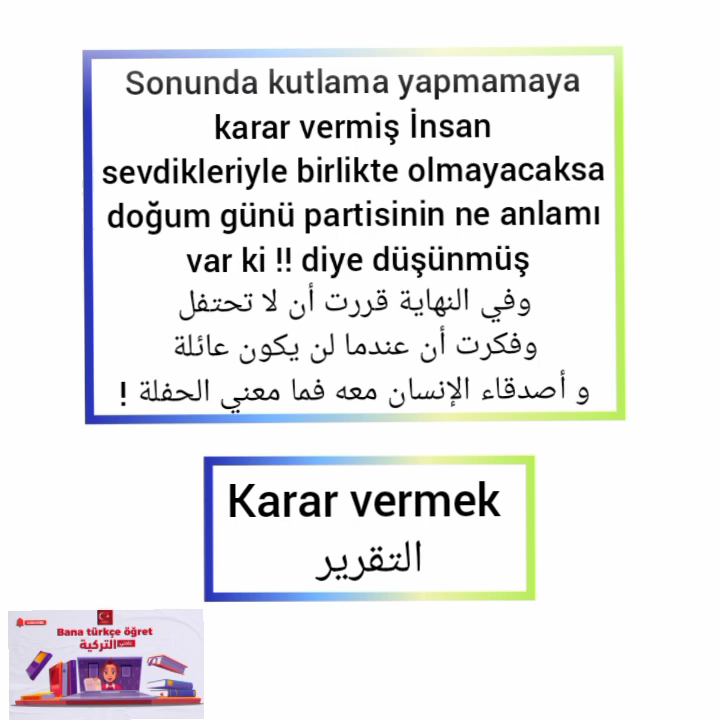 Sonunda kutlama yapmamaya
karar vermiş İnsan
sevdikleriyle birlikte olmayacaksa
doğum günü partisinin ne anlamı
var ki !! diye düşünmüş
وفي النهاية قررت أن لا تحتفل
وفكرت أن عندما لن يكون عائلة
و أصدقاء الإنسان معه فما معني الحفلة !
Karar vermek
التقرير
Bana türkçe öğret
التركية